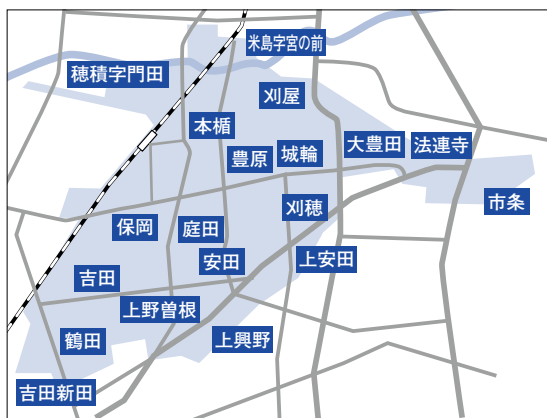 米島字宮の前
穂積字門田
刈屋
本楯
大豊田
法連寺
豊原
城輪
市条
刈穂
保岡
庭田
安田
上安田
吉田
上野曽根
鶴田
上興野
吉田新田